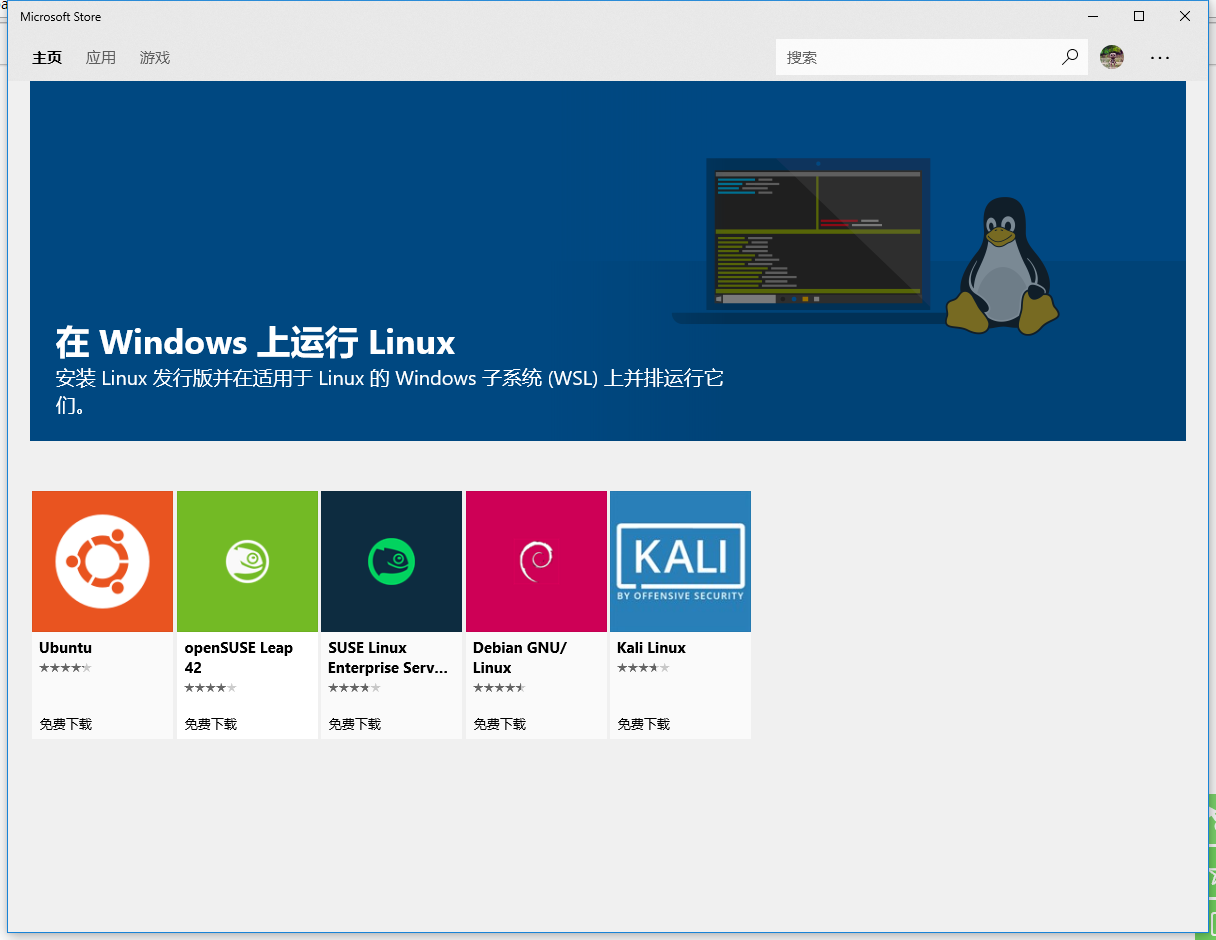 Microsoft Store
主页 应用 游戏 搜索
在 Windows 上运行 Linux
安装 Linux 发行版并在适用于 Linux 的 Windows 子系统 (WSL) 上并排运行它
们。
KALI
BY OFFENSIVE SECURITY
Ubuntu
免费下载
openSUSE Leap
42
免费下载
SUSE Linux
Enterprise Serv...
免费下载
Debian GNU/
Linux
免费下载
Kali Linux
免费下载